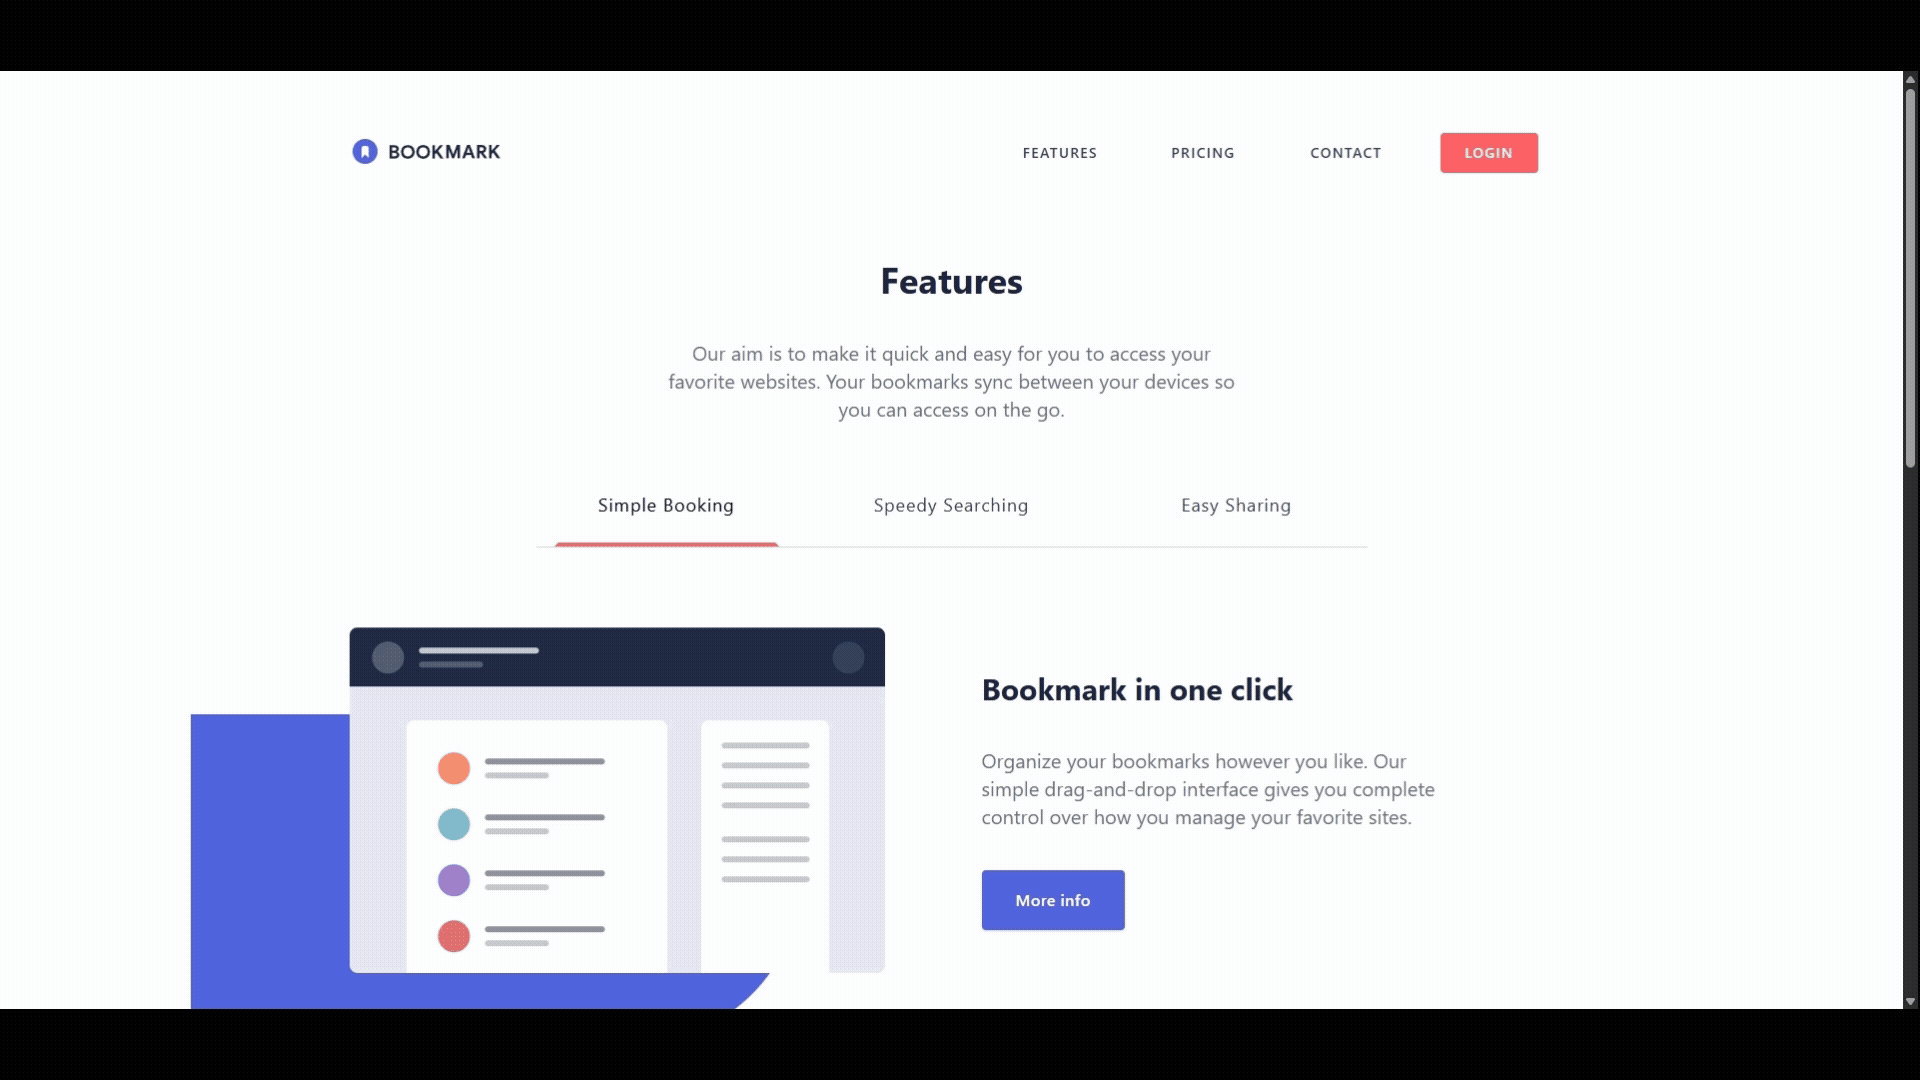 BOOKMARK
FEATURES
PRICING
CONTACT
LOGIN
Features
Our aim is to make it quick and easy for you to access your
favorite websites. Your bookmarks sync between your devices so
you can access on the go.
Simple Booking
Speedy Searching
Easy Sharing
Bookmark in one click
Organize your bookmarks however you like. Our
simple drag-and-drop interface gives you complete
control over how you manage your favorite sites.
More info